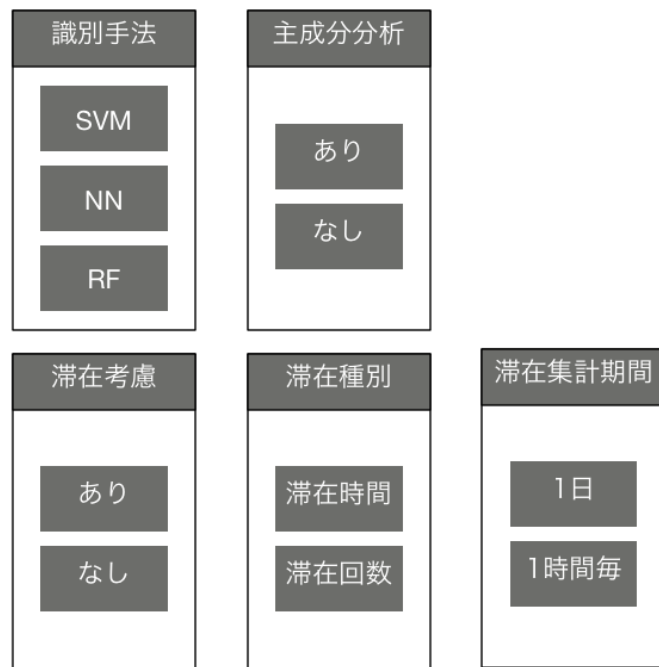 識別手法
SVM
NN
RF
主成分分析
あり
なし
滞在考慮
あり
なし
滞在種別
滞在時間
滞在回数
滞在集計期間
1日
1時間毎